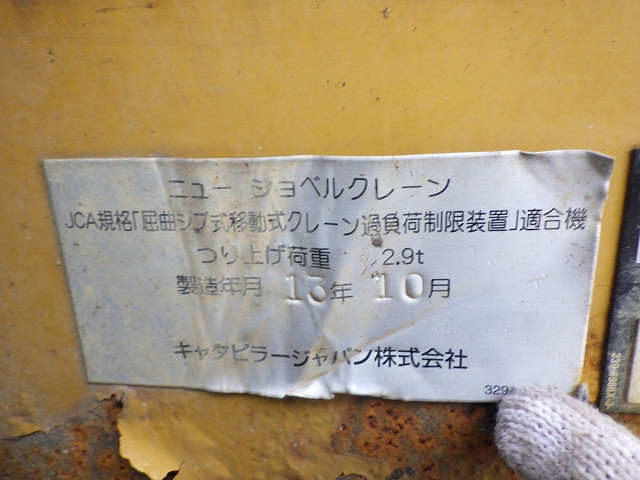 ニュー ショベルクレーン
JCA規格「屈曲ジブ式移動式クレーン過負荷制限装置」適合機
つり上げ荷重 2.9t
製造年月 13年 10月
キャタピラージャパン株式会社